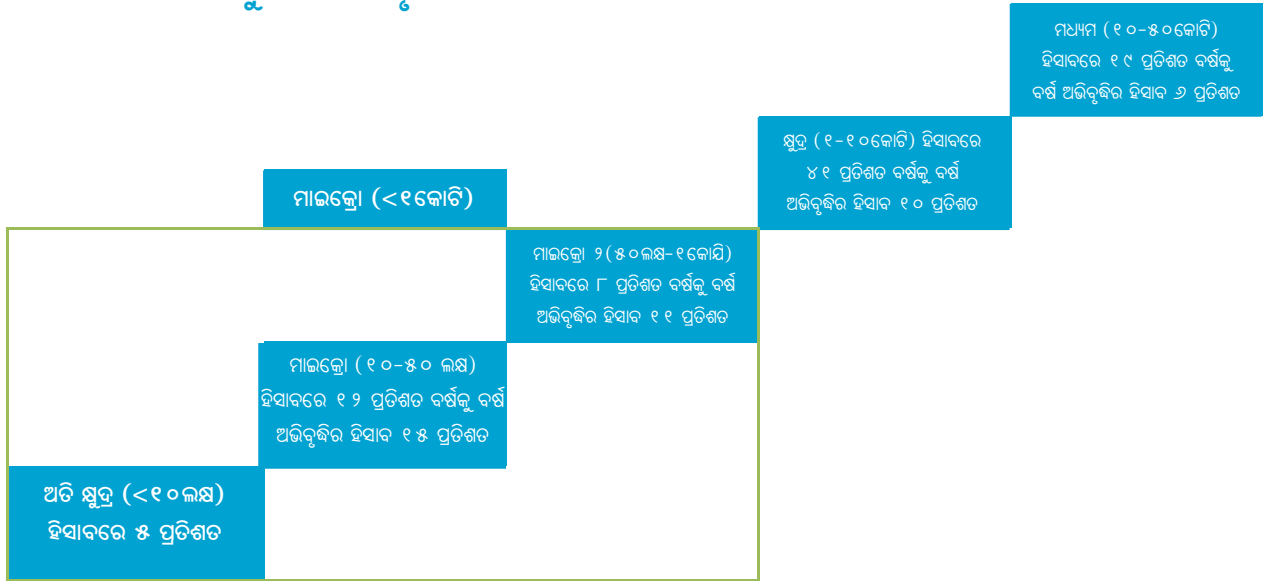 ମଧ୍ୟମ (୧୦-୫୦କୋଟି)
ହିସାବରେ ୧୯ ପ୍ରତିଶତ ବର୍ଷକୁ
ବର୍ଷ ଅଭିବୃଦ୍ଧିର ହିସାବ ୬ ପ୍ରତିଶତ
କ୍ଷୁଦ୍ର (୧-୧୦କୋଟି) ହିସାବରେ
୪୧ ପ୍ରତିଶତ ବର୍ଷକୁ ବର୍ଷ
ଅଭିବୃଦ୍ଧିର ହିସାବ ୧୦ ପ୍ରତିଶତ
ମାଇକ୍ରୋ (<୧କୋଟି)
ମାଇକ୍ରୋ ୨(୫୦ଲକ୍ଷ-୧କୋଯି)
ହିସାବରେ ୮ ପ୍ରତିଶତ ବର୍ଷକୁ ବର୍ଷ
ଅଭିବୃଦ୍ଧିର ହିସାବ ୧୧ ପ୍ରତିଶତ
ମାଇକ୍ରୋ (୧୦-୫୦ ଲକ୍ଷ)
ହିସାବରେ ୧୨ ପ୍ରତିଶତ ବର୍ଷକୁ ବର୍ଷ
ଅଭିବୃଦ୍ଧିର ହିସାବ ୧୫ ପ୍ରତିଶତ
ଅତି କ୍ଷୁଦ୍ର (<୧୦ଲକ୍ଷ)
ହିସାବରେ ୫ ପ୍ରତିଶତ